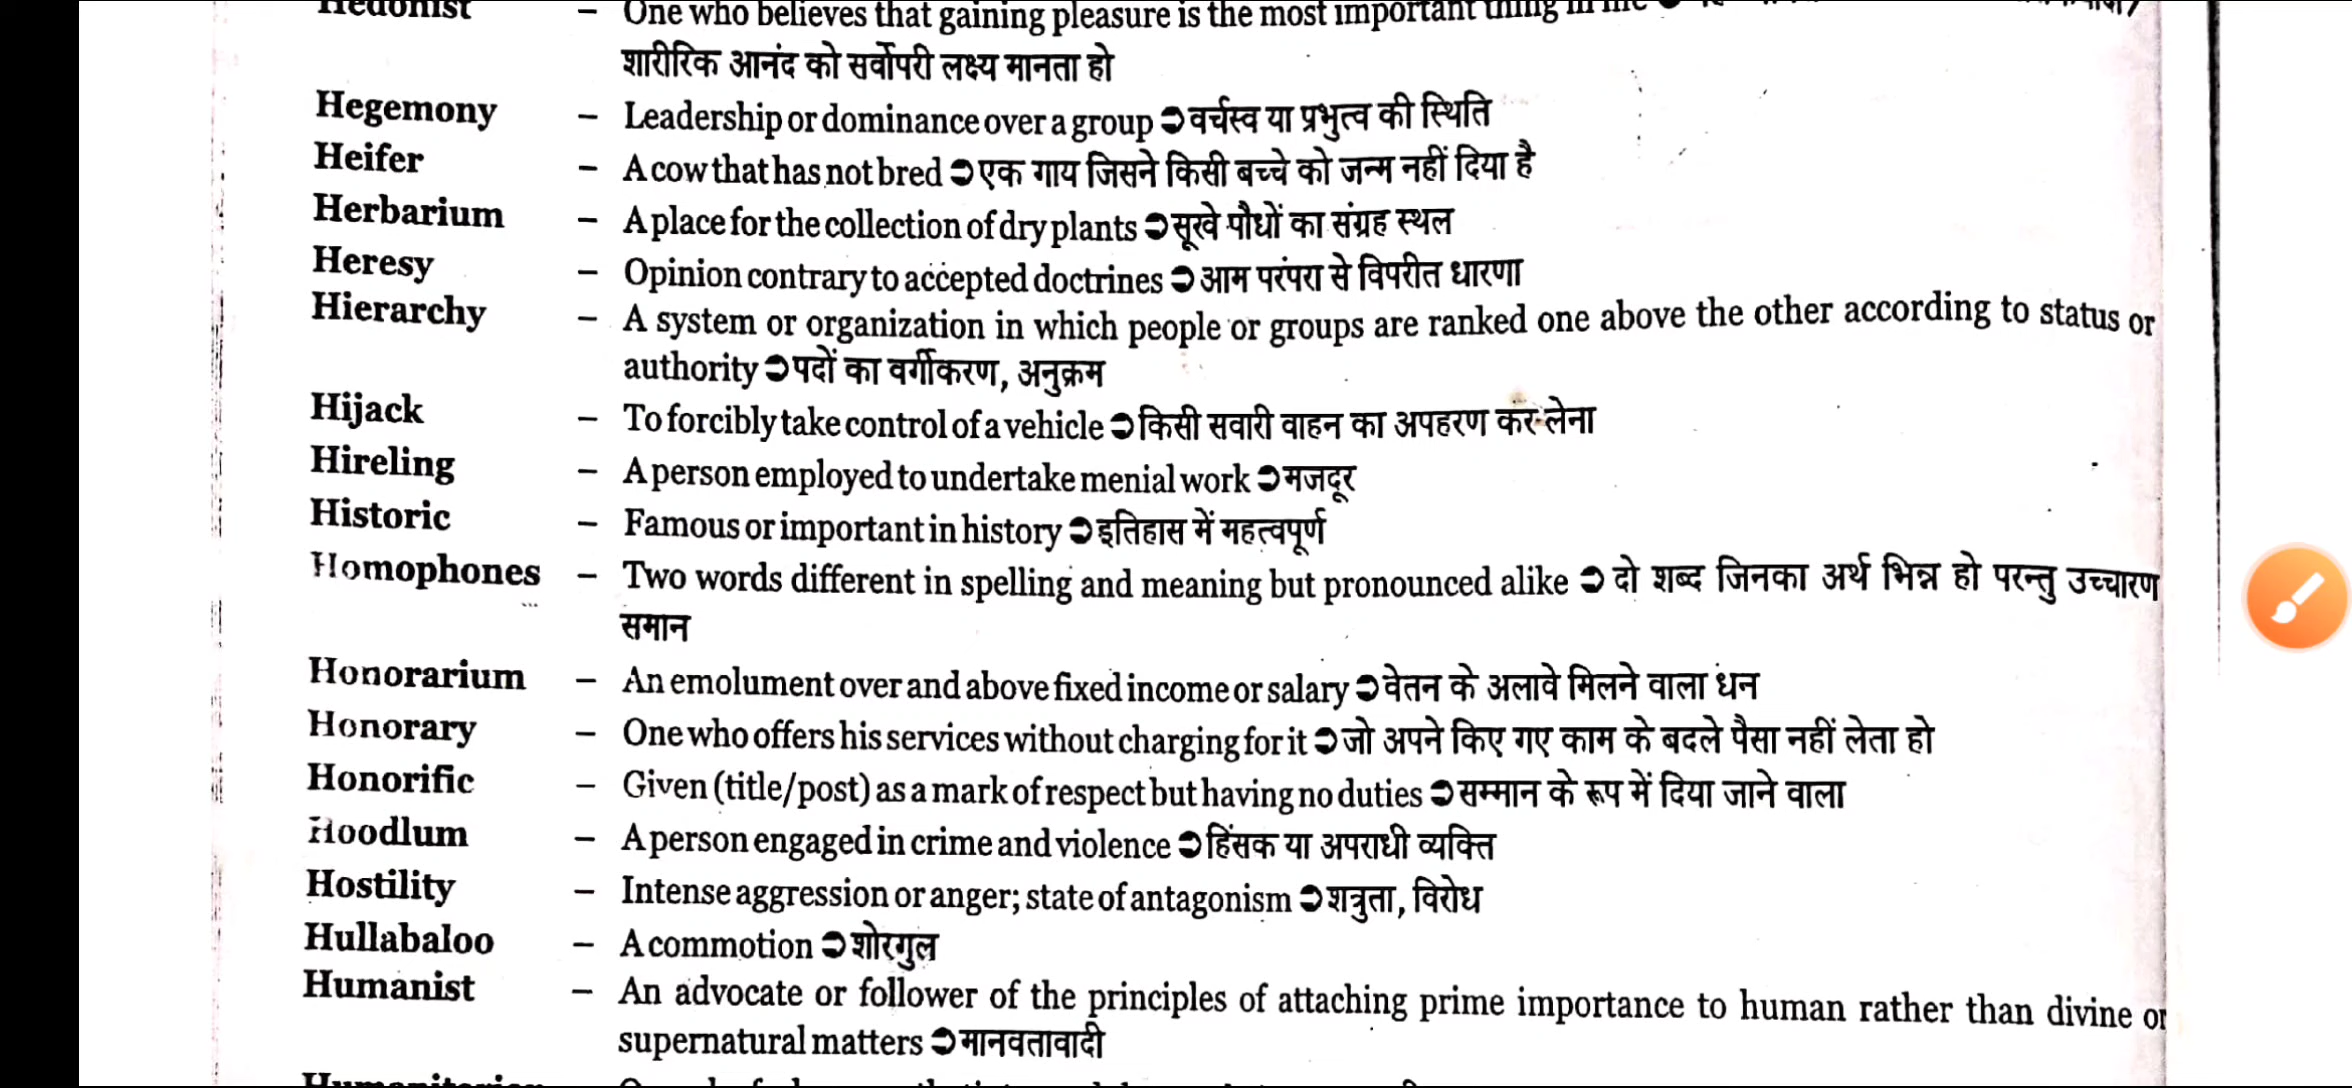 Hedonist – One who believes that gaining pleasure is the most important thing in
शारीरिक आनंद को सर्वोपरी लक्ष्य मानता हो
Hegemony – Leadership or dominance over a group ➲ वर्चस्व या प्रभुत्व की स्थिति
Heifer – A cow that has not bred ➲ एक गाय जिसने किसी बच्चे को जन्म नहीं दिया है
Herbarium – A place for the collection of dry plants ➲ सूखे पौधों का संग्रह स्थल
Heresy – Opinion contrary to accepted doctrines ➲ आम परंपरा से विपरीत धारणा
Hierarchy – A system or organization in which people or groups are ranked one above the other according to status or
authority ➲ पदों का वर्गीकरण, अनुक्रम
Hijack – To forcibly take control of a vehicle ➲ किसी सवारी वाहन का अपहरण कर लेना
Hireling – A person employed to undertake menial work ➲ मजदूर
Historic – Famous or important in history ➲ इतिहास में महत्वपूर्ण
Homophones – Two words different in spelling and meaning but pronounced alike ➲ दो शब्द जिनका अर्थ भिन्न हो परन्तु उच्चारण
समान
Honorarium – An emolument over and above fixed income or salary ➲ वेतन के अलावे मिलने वाला धन
Honorary – One who offers his services without charging for it ➲ जो अपने किए गए काम के बदले पैसा नहीं लेता हो
Honorific – Given (title/post) as a mark of respect but having no duties ➲ सम्मान के रूप में दिया जाने वाला
Hoodlum – A person engaged in crime and violence ➲ हिंसक या अपराधी व्यक्ति
Hostility – Intense aggression or anger; state of antagonism ➲ शत्रुता, विरोध
Hullabaloo – A commotion ➲ शोरगुल
Humanist – An advocate or follower of the principles of attaching prime importance to human rather than divine or
supernatural matters ➲ मानवतावादी